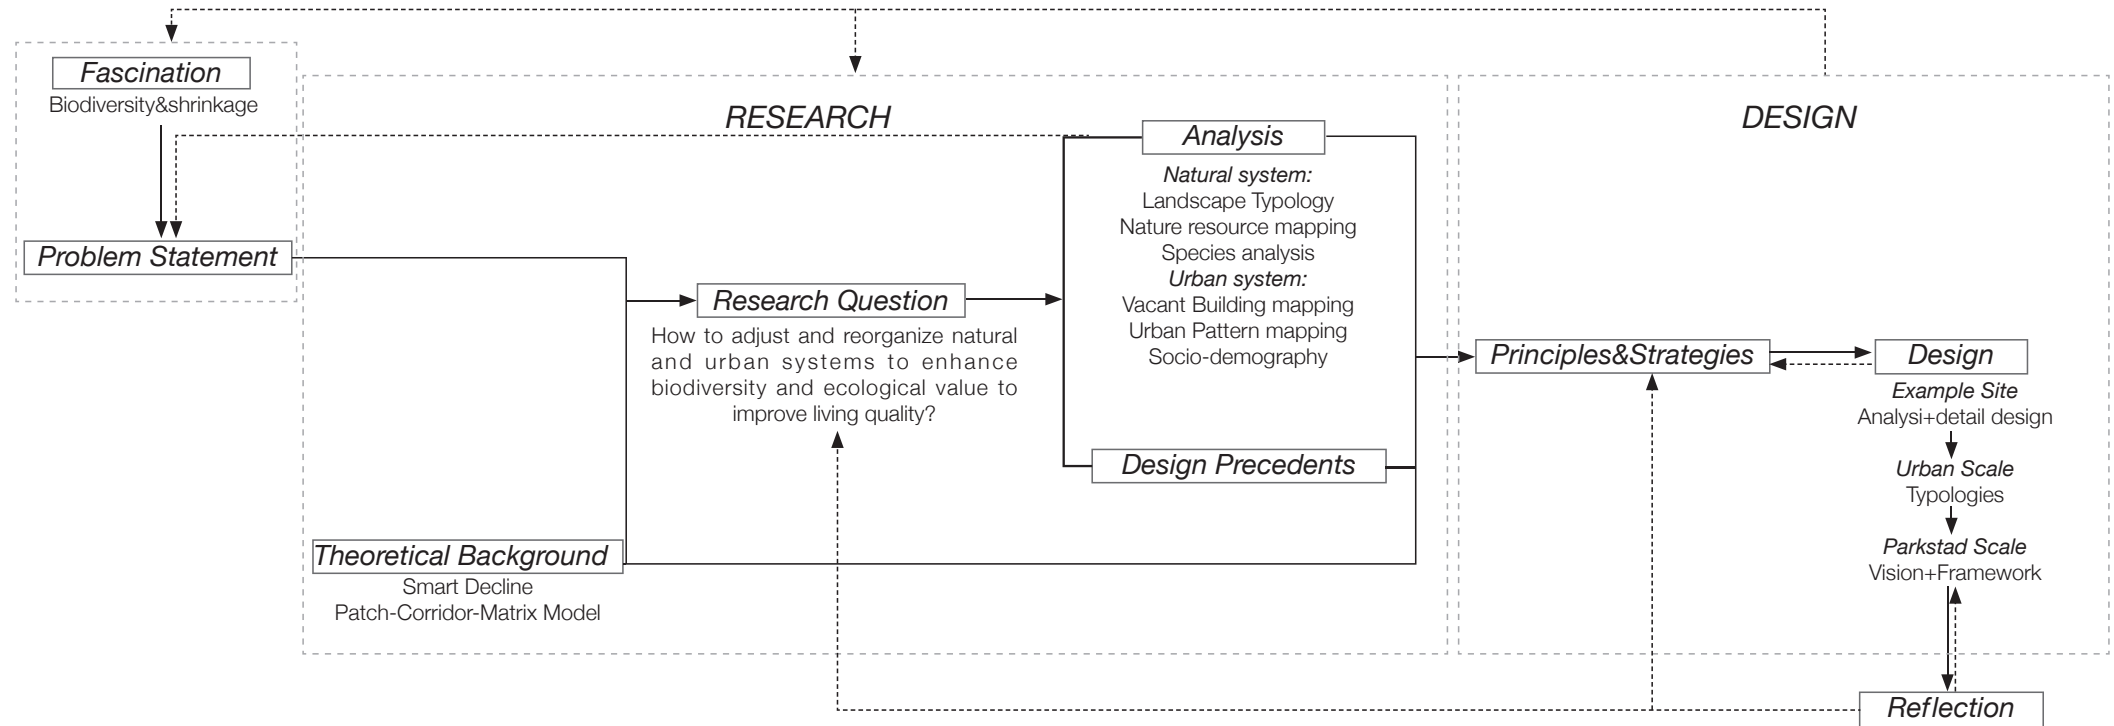 Fascination
Biodiversity&shrinkage
Problem Statement
RESEARCH
Theoretical Background
Smart Decline
Patch-Corridor-Matrix Model
Research Question
How to adjust and reorganize natural
and urban systems to enhance
biodiversity and ecological value to
improve living quality?
Analysis
Natural system:
Landscape Typology
Nature resource mapping
Species analysis
Urban system:
Vacant Building mapping
Urban Pattern mapping
Socio-demography
Design Precedents
DESIGN
Principles&Strategies
Design
Example Site
Analysi+detail design
Urban Scale
Typologies
Parkstad Scale
Vision+Framework
Reflection